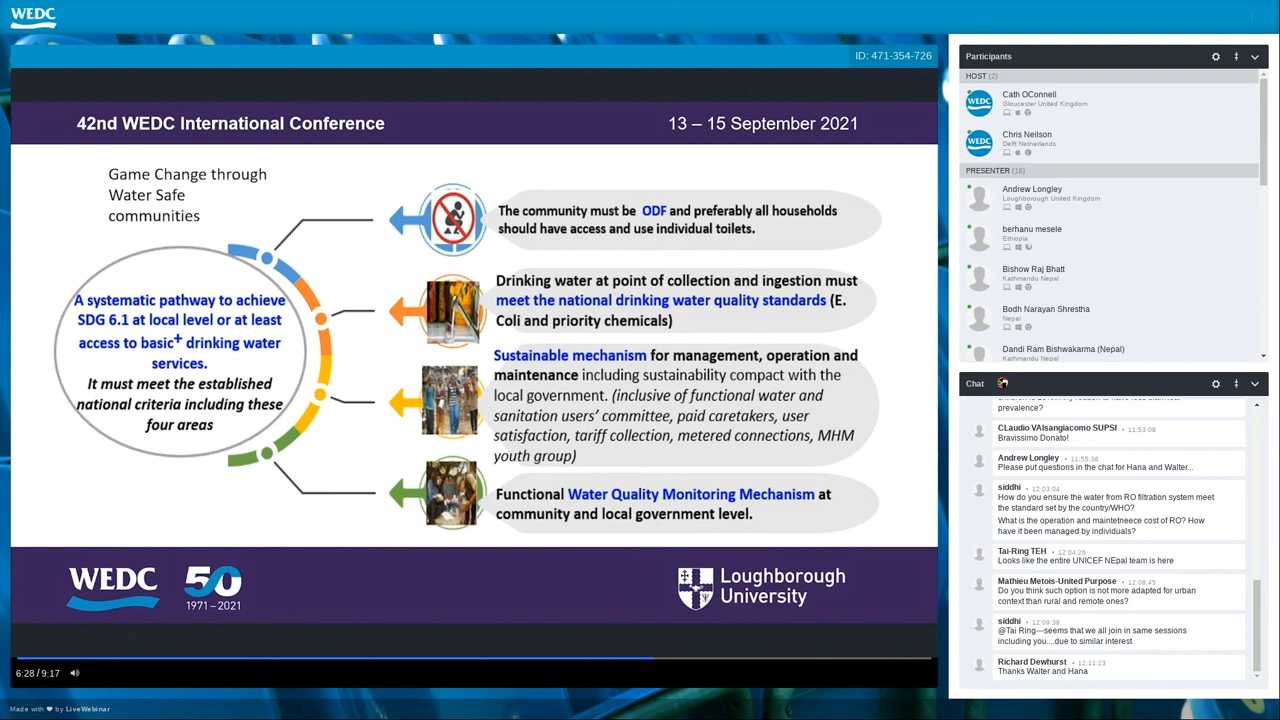 WEDC
ID: 471-354-726
42nd WEDC International Conference
13 – 15 September 2021
Game Change through
Water Safe
communities
A systematic pathway to achieve
SDG 6.1 at local level or at least
access to basic+ drinking water
services.
It must meet the established
national criteria including these
four areas
The community must be ODF and preferably all households
should have access and use individual toilets.
Drinking water at point of collection and ingestion must
meet the national drinking water quality standards (E.
Coli and priority chemicals)
Sustainable mechanism for management, operation and
maintenance including sustainability compact with the
local government. (inclusive of functional water and
sanitation users' committee, paid caretakers, user
satisfaction, tariff collection, metered connections, MHM
youth group)
Functional Water Quality Monitoring Mechanism at
community and local government level.
WEDC
50
1971–2021
Loughborough
University
6:28 / 9:17
Made with ❤ by LiveWebinar
Participants
HOST (2)
WEDC
Cath OConnell
Gloucester United Kingdom
WEDC
Chris Neilson
Delft Netherlands
PRESENTER (16)
Andrew Longley
Loughborough United Kingdom
berhanu mesele
Ethiopia
Bishow Raj Bhatt
Kathmandu Nepal
Bodh Narayan Shrestha
Nepal
Dandi Ram Bishwakarma (Nepal)
Kathmandu Nepal
Chat
prevalence?
CLaudio VAlsangiacomo SUPSI • 11:53:08
Bravissimo Donato!
Andrew Longley • 11:55:36
Please put questions in the chat for Hana and Walter...
siddhi • 12:03:04
How do you ensure the water from RO filtration system meet
the standard set by the country/WHO?
What is the operation and maintetneece cost of RO? How
have it been managed by individuals?
Tai-Ring TEH • 12:04:26
Looks like the entire UNICEF NEpal team is here
Mathieu Metois-United Purpose • 12:08:45
Do you think such option is not more adapted for urban
context than rural and remote ones?
siddhi • 12:09:38
@Tai Ring---seems that we all join in same sessions
including you....due to similar interest
Richard Dewhurst • 12:11:23
Thanks Walter and Hana